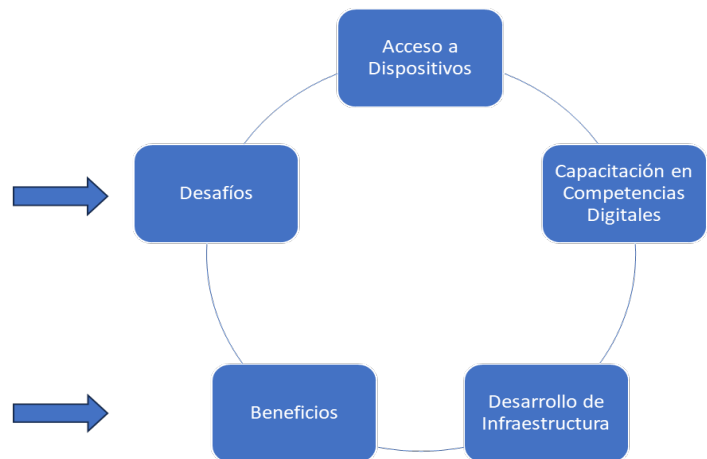 Acceso a
Dispositivos
Desafíos
Capacitación en
Competencias
Digitales
Beneficios
Desarrollo de
Infraestructura